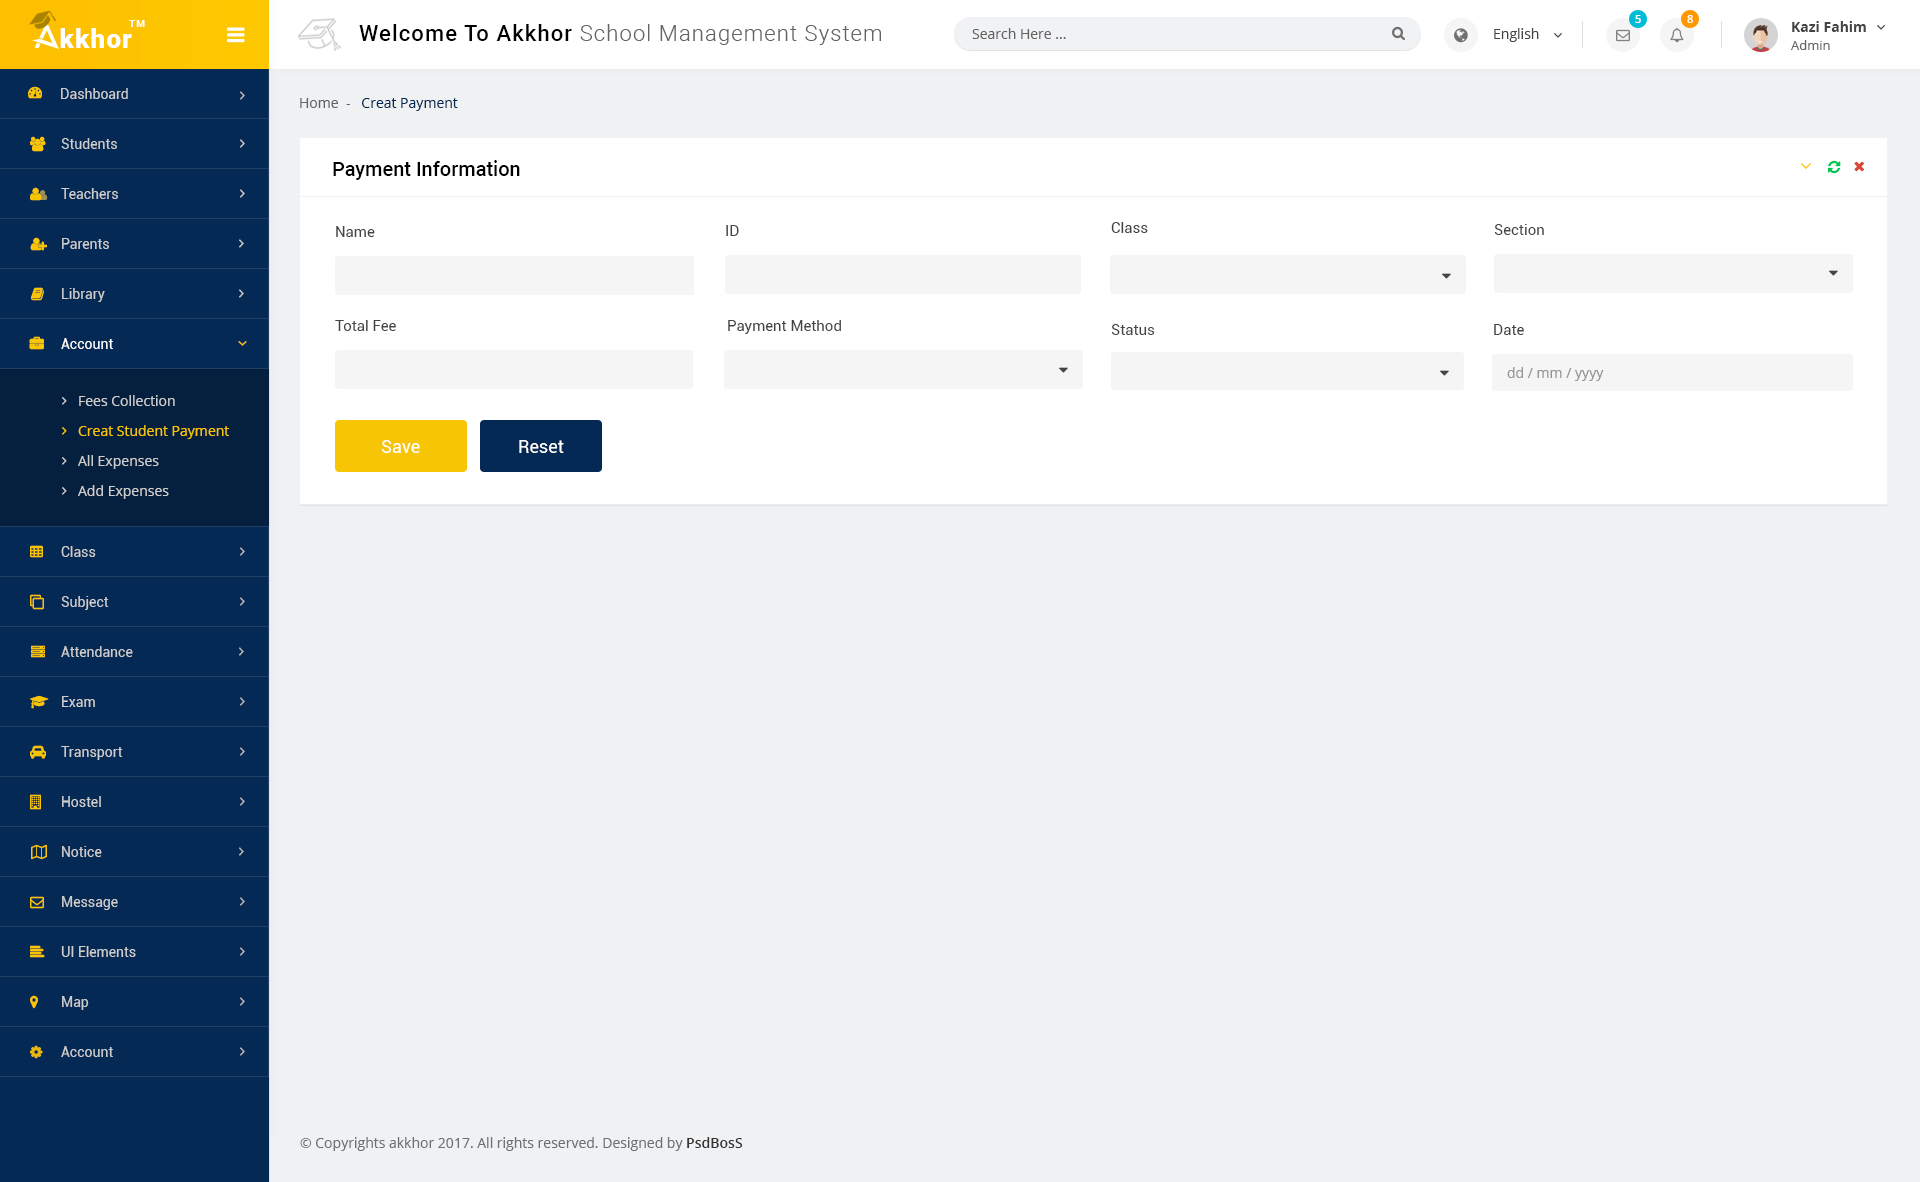 Akkhor TM
Welcome To Akkhor School Management System
Search Here ...
English
5
8
Kazi Fahim
Admin
Dashboard
Students
Teachers
Parents
Library
Account
Fees Collection
Creat Student Payment
All Expenses
Add Expenses
Class
Subject
Attendance
Exam
Transport
Hostel
Notice
Message
UI Elements
Map
Account
Home - Creat Payment
Payment Information
Name
ID
Class
Section
Total Fee
Payment Method
Status
Date
dd / mm / yyyy
Save
Reset
© Copyrights akkhor 2017. All rights reserved. Designed by PsdBosS